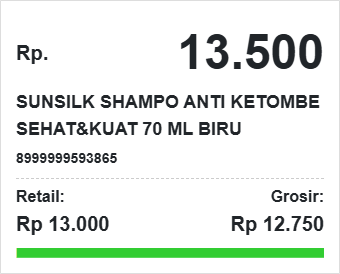 Rp. 13.500
SUNSILK SHAMPO ANTI KETOMBE
SEHAT&KUAT 70 ML BIRU
8999999593865
Retail: Grosir:
Rp 13.000 Rp 12.750